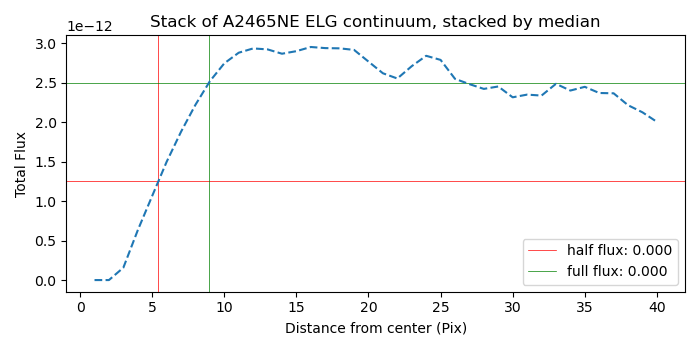 Stack of A2465NE ELG continuum, stacked by median
1e−12
3.0
2.5
2.0
1.5
1.0
0.5
0.0
Total Flux
half flux: 0.000
full flux: 0.000
0 5 10 15 20 25 30 35 40
Distance from center (Pix)